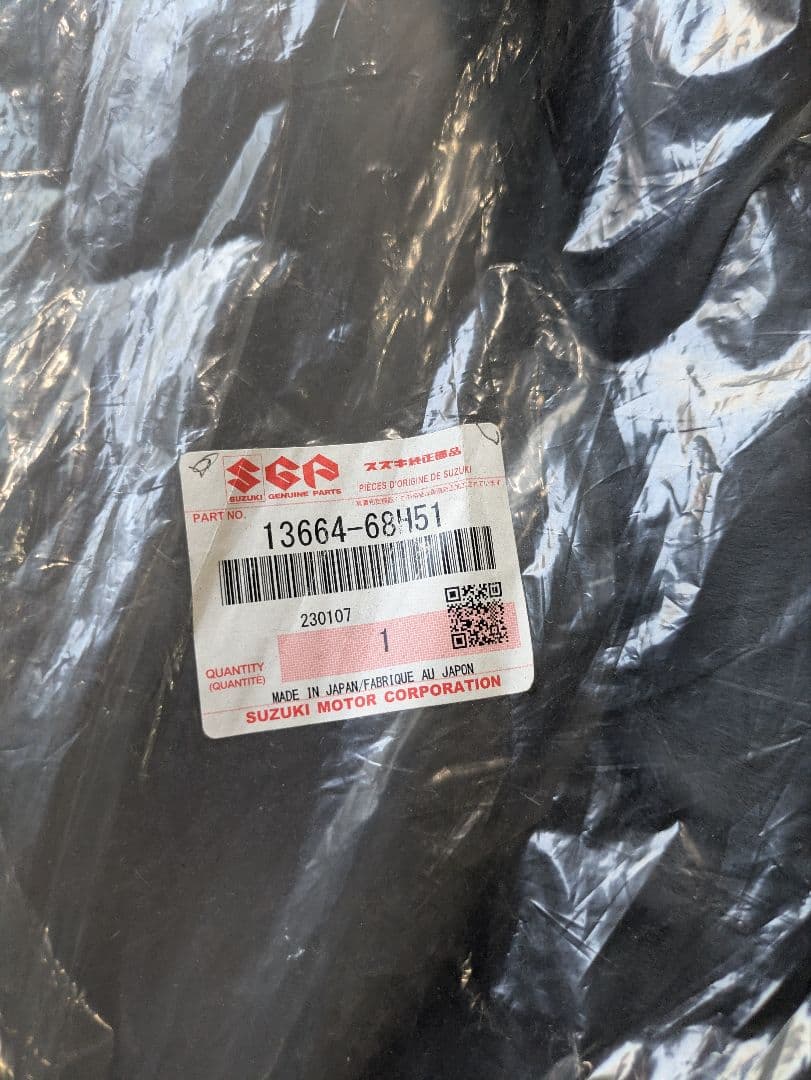 SGP スズキ純正部品
SUZUKI GENUINE PARTS PIÈCES D'ORIGINE DE SUZUKI
PART NO.
13664-68H51
230107
1
QUANTITY
(QUANTITÉ)
MADE IN JAPAN/FABRIQUE AU JAPON
SUZUKI MOTOR CORPORATION